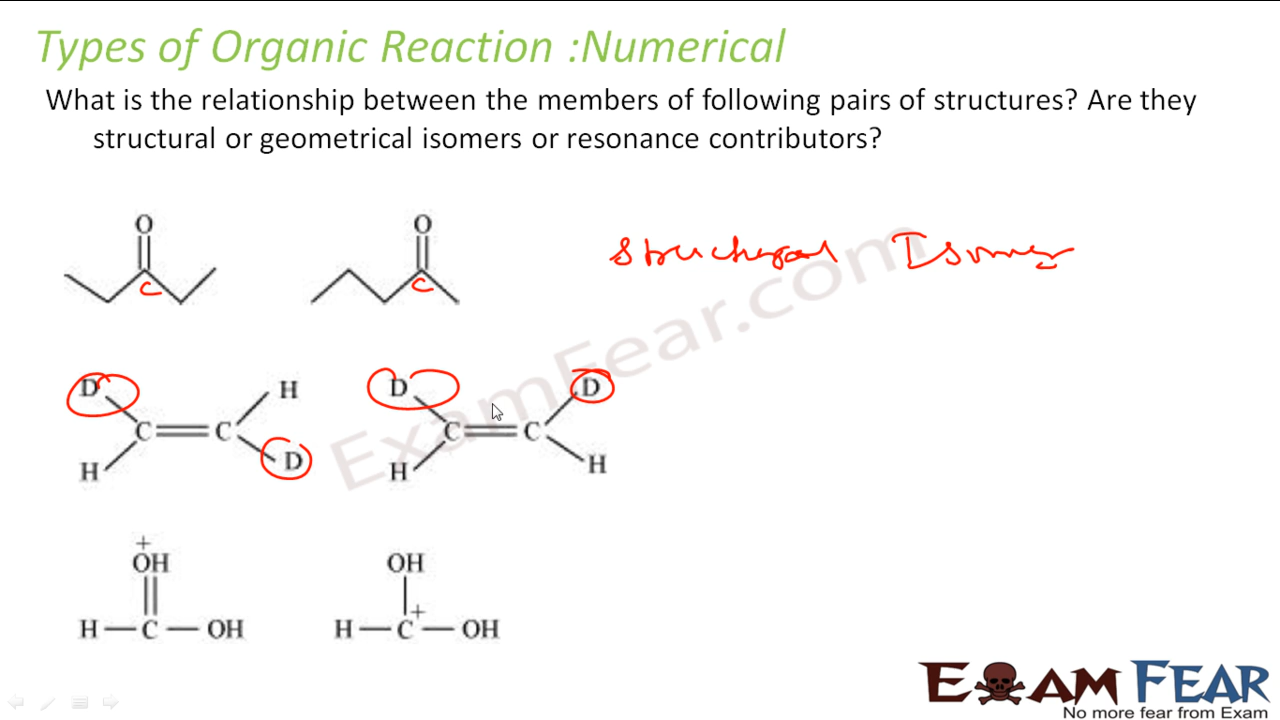 Types of Organic Reaction :Numerical
What is the relationship between the members of following pairs of structures? Are they
structural or geometrical isomers or resonance contributors?
O
O
C
C
Structural Isomer
D
H
D
D
C
C
C
C
H
D
H
H
+
OH
OH
+
H C OH
H C OH
ExamFear.com
EXAM FEAR
No more fear from Exam